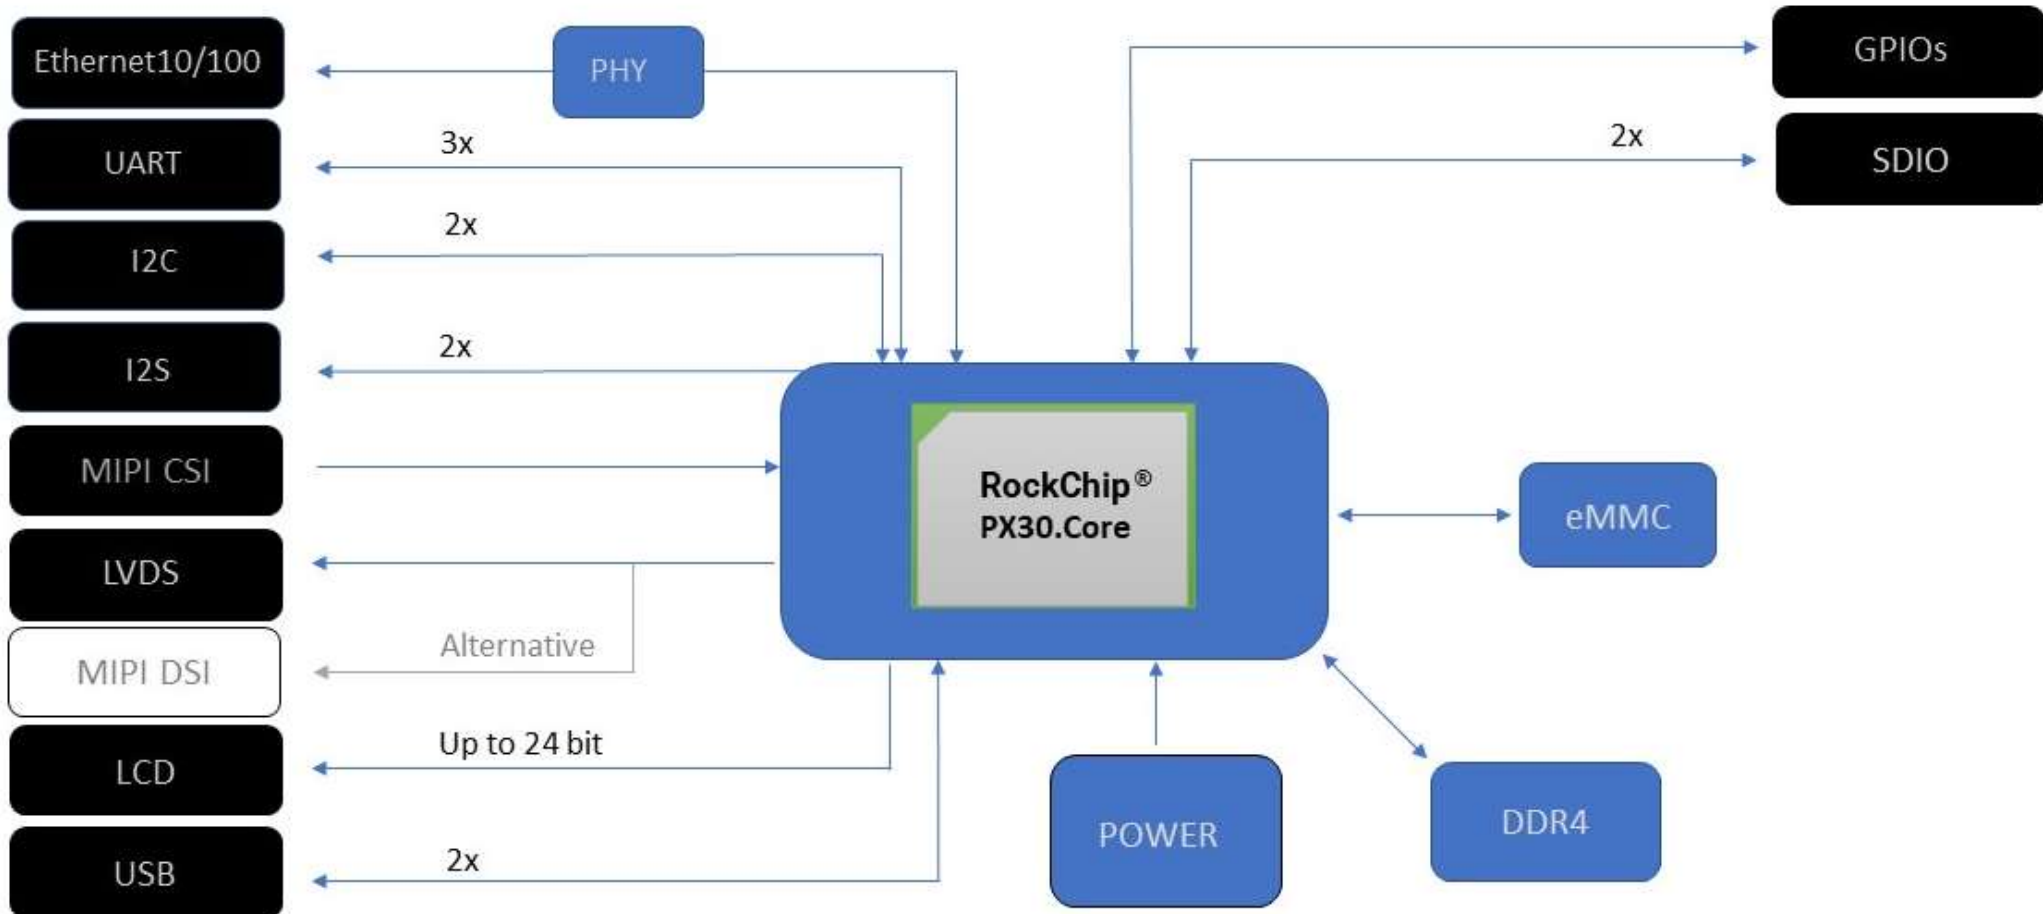 Ethernet10/100
PHY
GPIOs
3x
UART
2x
SDIO
2x
I2C
2x
I2S
MIPI CSI
RockChip®
PX30.Core
eMMC
LVDS
Alternative
MIPI DSI
Up to 24 bit
LCD
POWER
DDR4
2x
USB